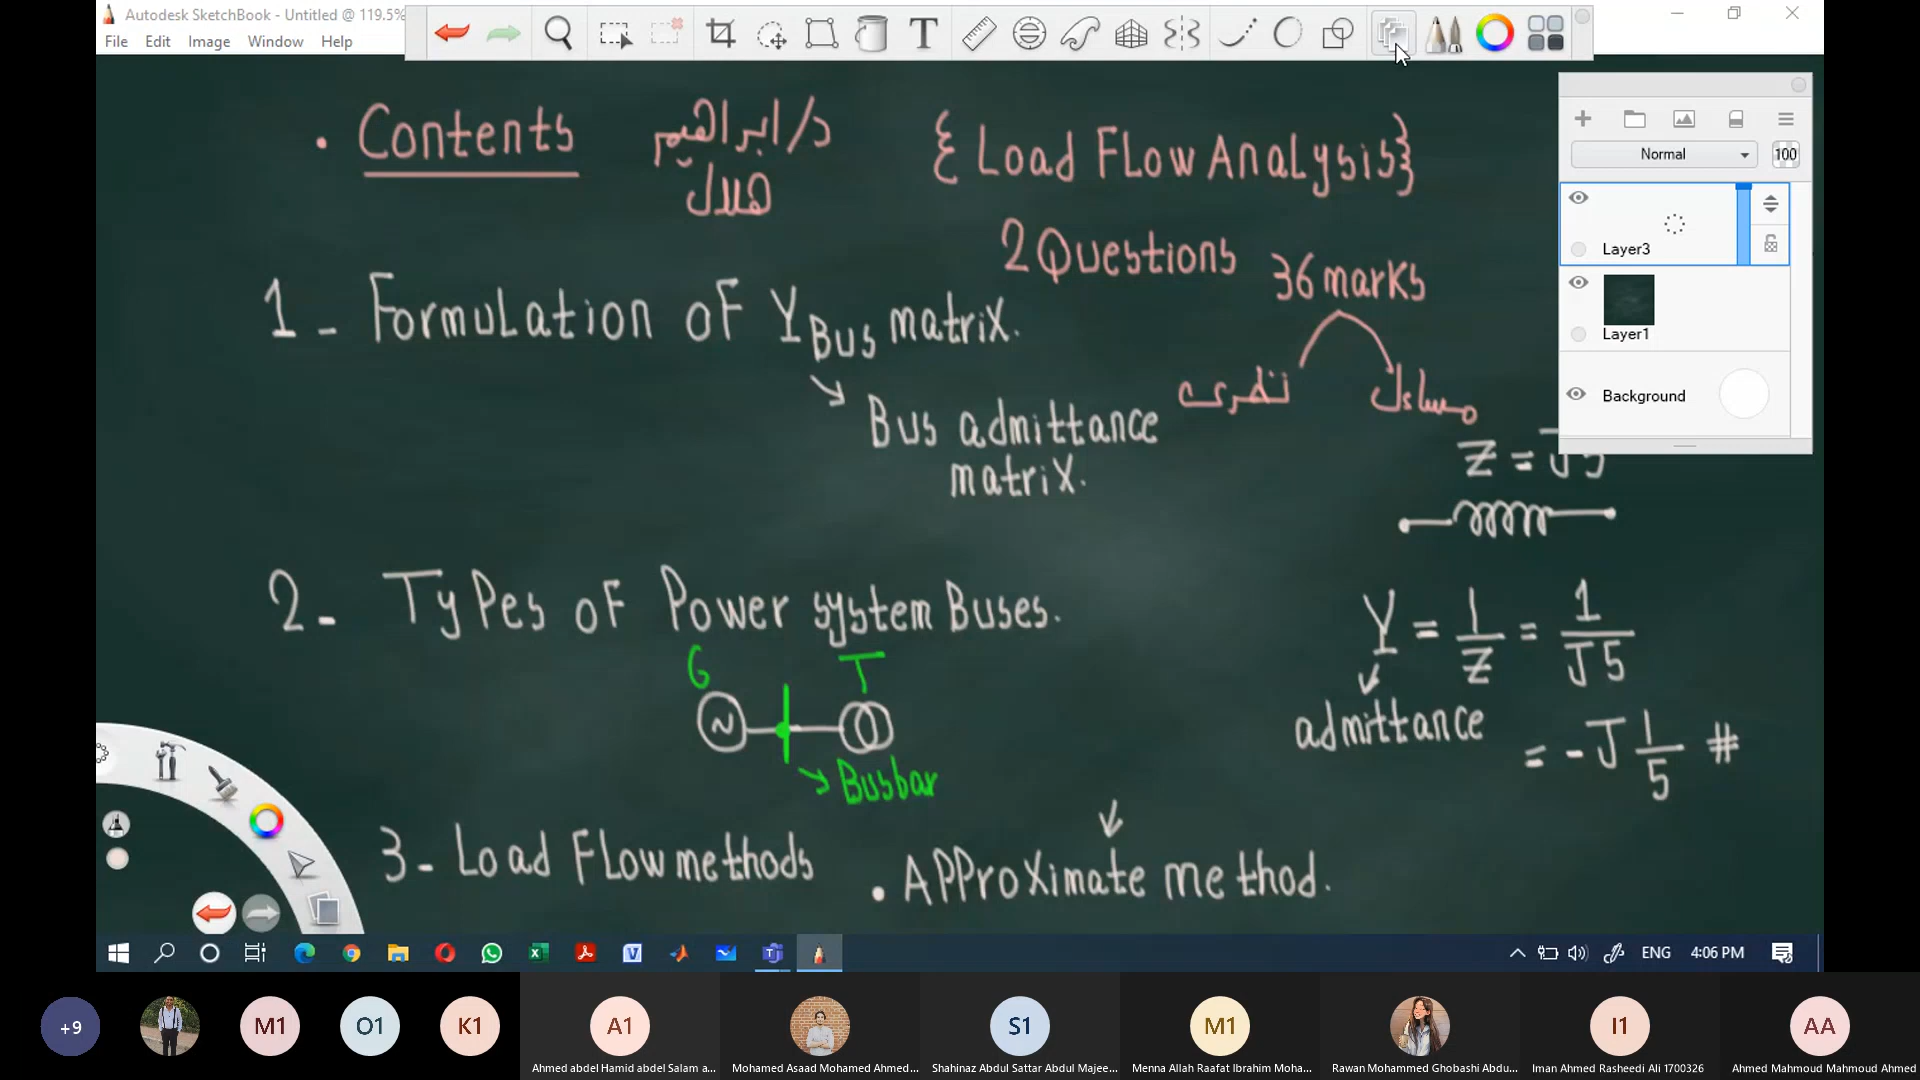 Autodesk SketchBook - Untitled @ 119.5%
File Edit Image Window Help
T
• Contents
د/ابراهيم
هلال
{ Load Flow Analysis}
2 Questions
36 marks
نظرى
مسائل
1 - Formulation of YBus matrix.
Bus admittance
matrix.
Z = J5
2 - Types of Power system Buses.
G
T
Busbar
Y = 1/Z = 1/J5
admittance
= -J 1/5 #
3 - Load Flow methods
• Approximate method.
Normal
100
Layer3
Layer1
Background
ENG
4:06 PM
+9
M1
O1
K1
A1
S1
M1
I1
AA
Ahmed abdel Hamid abdel Salam a...
Mohamed Asaad Mohamed Ahmed...
Shahinaz Abdul Sattar Abdul Majee...
Menna Allah Raafat Ibrahim Moha...
Rawan Mohammed Ghobashi Abdu...
Iman Ahmed Rasheedi Ali 1700326
Ahmed Mahmoud Mahmoud Ahmed